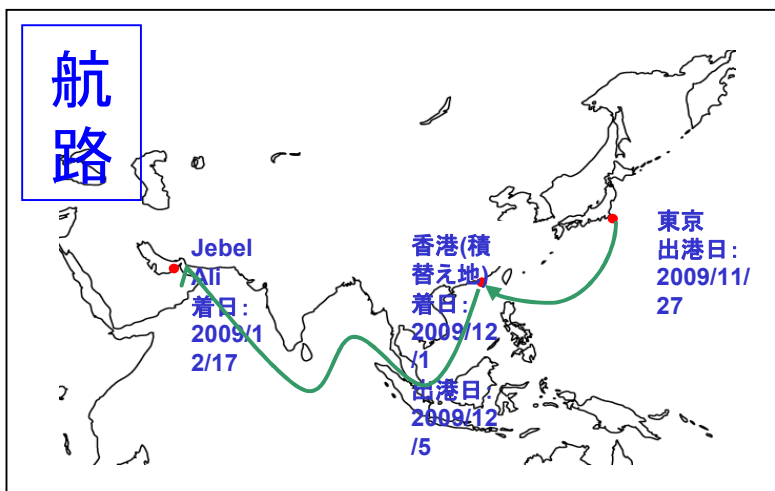 航
路
Jebel
Ali
着日：
2009/1
2/17
香港(積
替え地)
着日：
2009/12
/1
出港日：
2009/12
/5
東京
出港日：
2009/11/
27